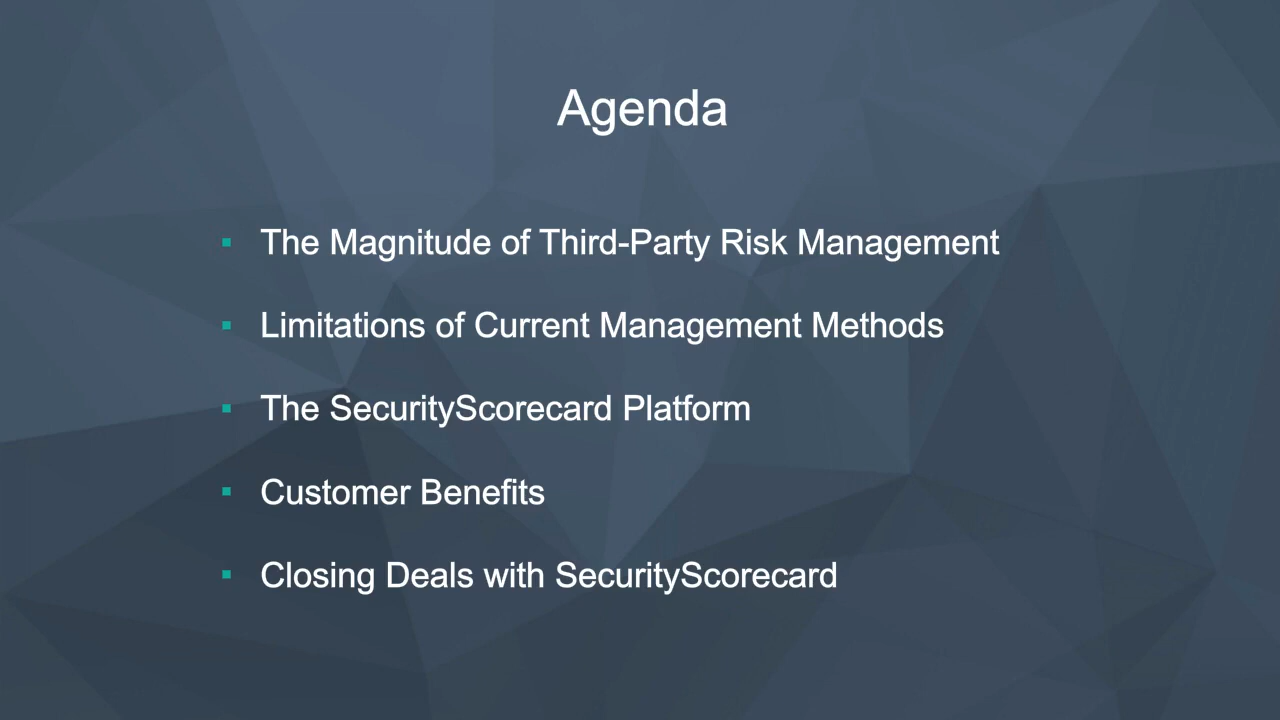 Agenda
▪ The Magnitude of Third-Party Risk Management
▪ Limitations of Current Management Methods
▪ The SecurityScorecard Platform
▪ Customer Benefits
▪ Closing Deals with SecurityScorecard